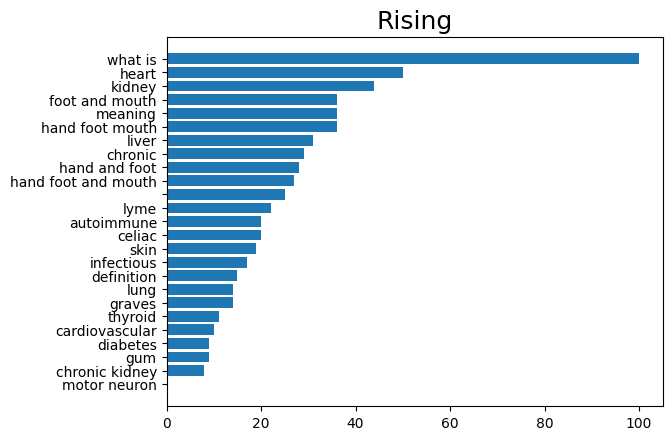 Rising
what is
heart
kidney
foot and mouth
meaning
hand foot mouth
liver
chronic
hand and foot
hand foot and mouth
lyme
autoimmune
celiac
skin
infectious
definition
lung
graves
thyroid
cardiovascular
diabetes
gum
chronic kidney
motor neuron
0 20 40 60 80 100